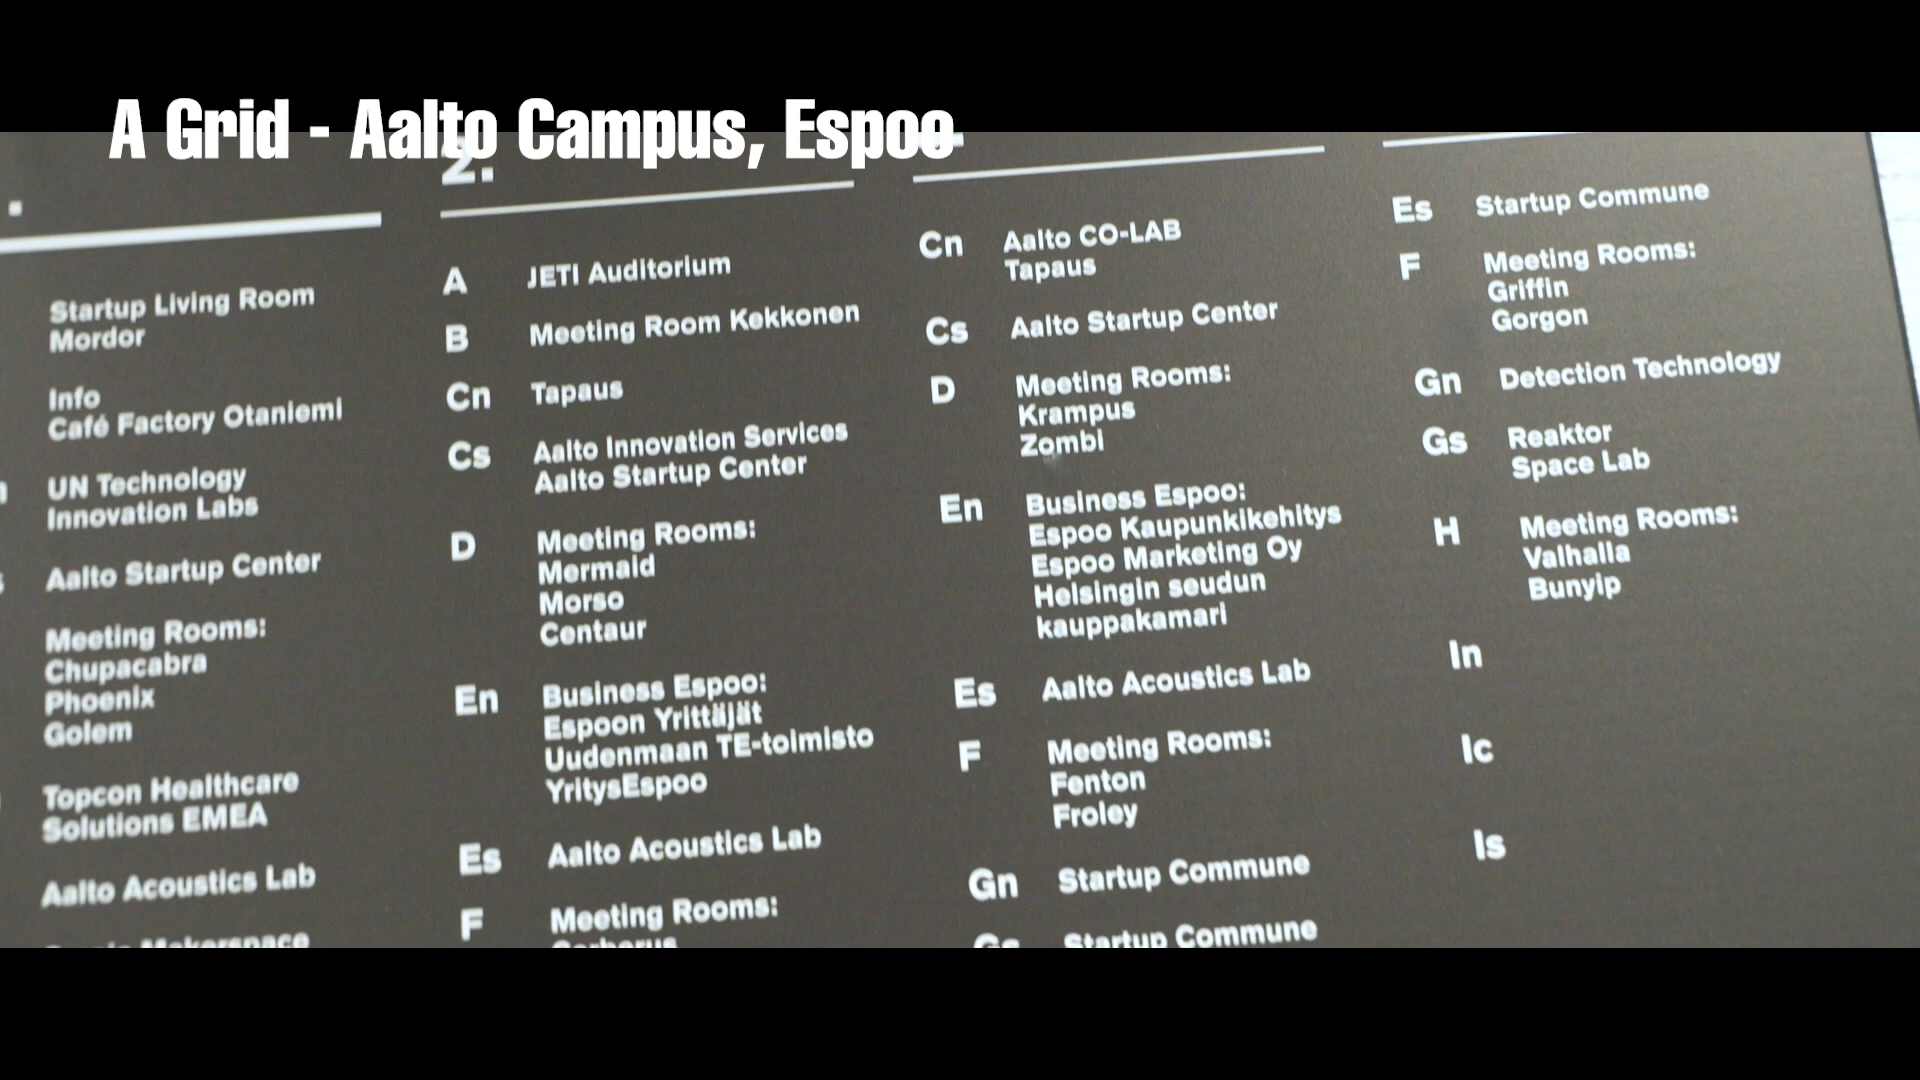 A Grid - Aalto Campus, Espoo
Startup Living Room
Mordor
Info
Café Factory Otaniemi
UN Technology
Innovation Labs
Aalto Startup Center
Meeting Rooms:
Chupacabra
Phoenix
Golem
Topcon Healthcare
Solutions EMEA
Aalto Acoustics Lab
Makerspace
2.
A JETI Auditorium
B Meeting Room Kekkonen
Cn Tapaus
Cs Aalto Innovation Services
Aalto Startup Center
D Meeting Rooms:
Mermaid
Morso
Centaur
En Business Espoo:
Espoon Yrittäjät
Uudenmaan TE-toimisto
YritysEspoo
Es Aalto Acoustics Lab
F Meeting Rooms:
Cerberus
Cn Aalto CO-LAB
Tapaus
Cs Aalto Startup Center
D Meeting Rooms:
Krampus
Zombi
En Business Espoo:
Espoo Kaupunkikehitys
Espoo Marketing Oy
Helsingin seudun
kauppakamari
Es Aalto Acoustics Lab
F Meeting Rooms:
Fenton
Froley
Gn Startup Commune
Gs Startup Commune
Es Startup Commune
F Meeting Rooms:
Griffin
Gorgon
Gn Detection Technology
Gs Reaktor
Space Lab
H Meeting Rooms:
Valhalla
Bunyip
In
Ic
Is